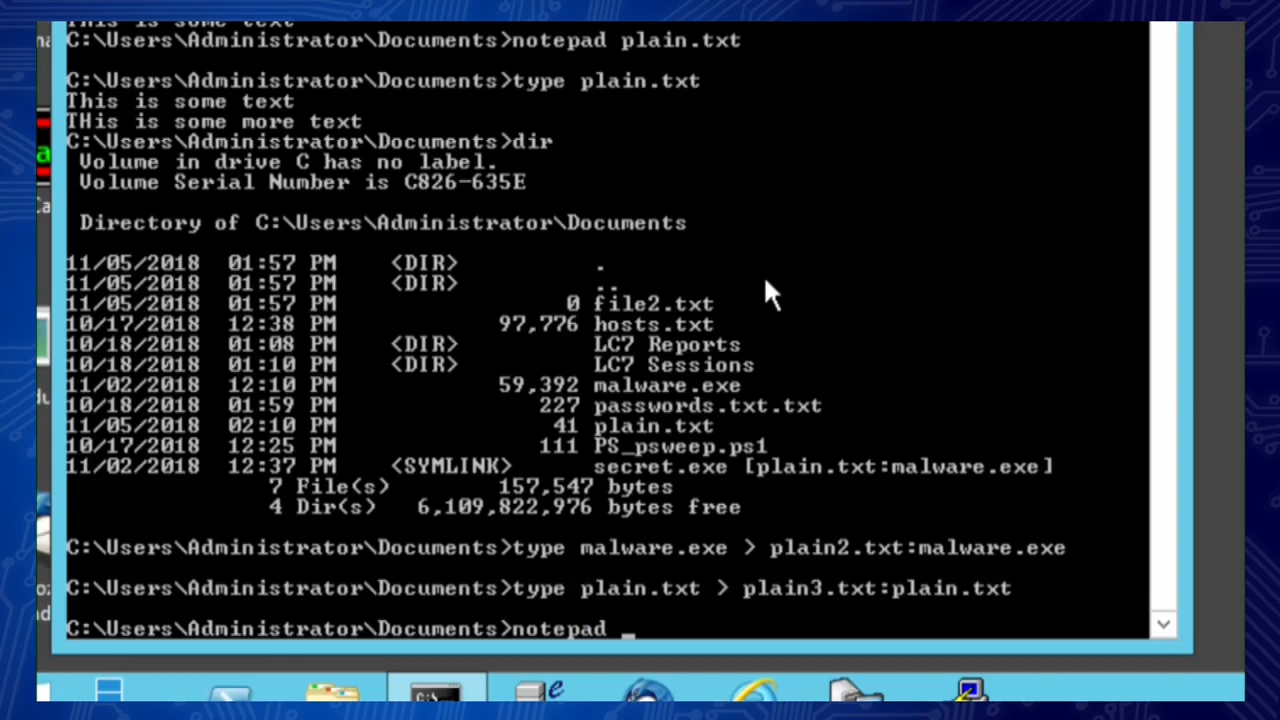 This is some text
C:\Users\Administrator\Documents>notepad plain.txt
C:\Users\Administrator\Documents>type plain.txt
This is some text
THis is some more text
C:\Users\Administrator\Documents>dir
Volume in drive C has no label.
Volume Serial Number is C826-635E
Directory of C:\Users\Administrator\Documents
11/05/2018 01:57 PM <DIR> .
11/05/2018 01:57 PM <DIR> ..
11/05/2018 01:57 PM 0 file2.txt
10/17/2018 12:38 PM 97,776 hosts.txt
10/18/2018 01:08 PM <DIR> LC7 Reports
10/18/2018 01:10 PM <DIR> LC7 Sessions
11/02/2018 12:10 PM 59,392 malware.exe
10/18/2018 01:59 PM 227 passwords.txt.txt
11/05/2018 02:10 PM 41 plain.txt
10/17/2018 12:25 PM 111 PS_psweep.ps1
11/02/2018 12:37 PM <SYMLINK> secret.exe [plain.txt:malware.exe]
7 File(s) 157,547 bytes
4 Dir(s) 6,109,822,976 bytes free
C:\Users\Administrator\Documents>type malware.exe > plain2.txt:malware.exe
C:\Users\Administrator\Documents>type plain.txt > plain3.txt:plain.txt
C:\Users\Administrator\Documents>notepad _